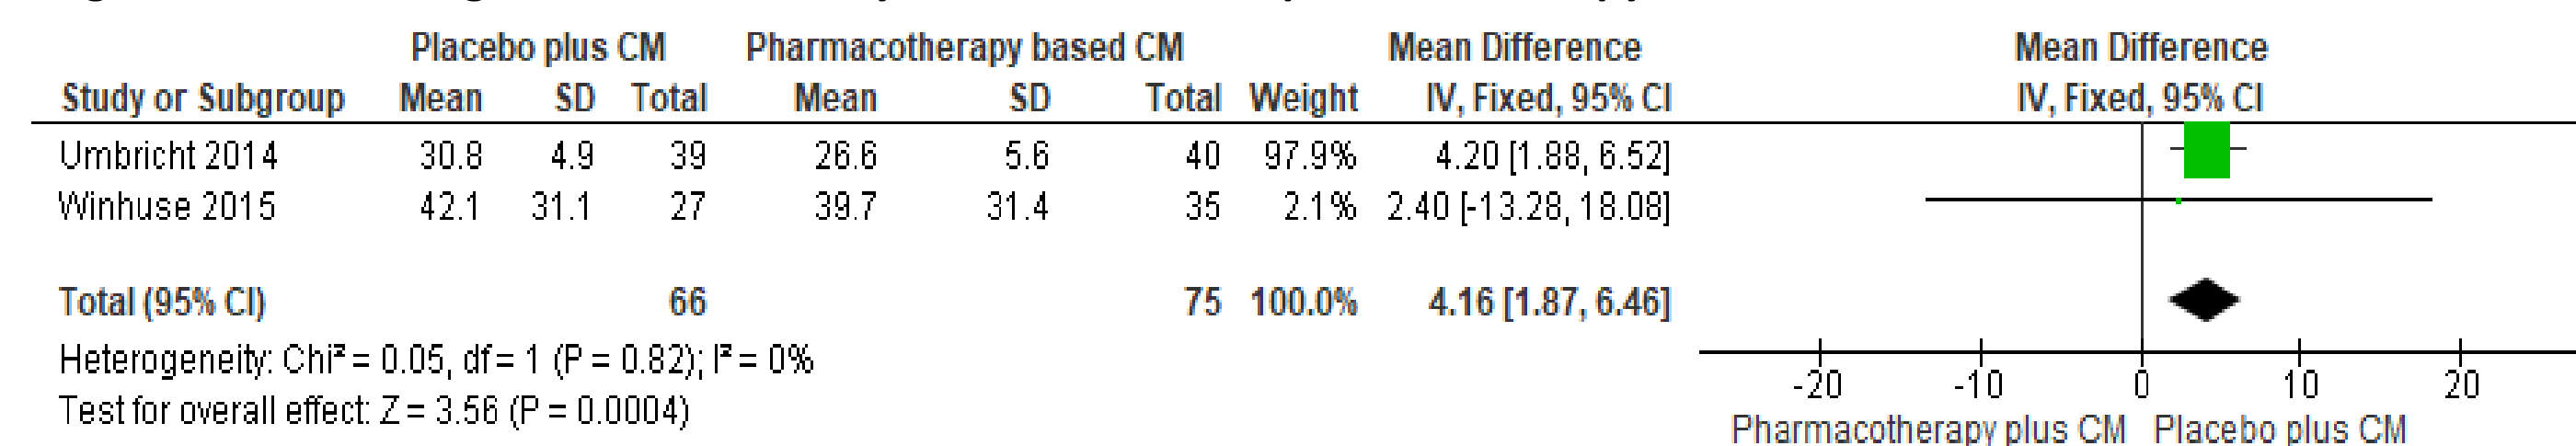 Placebo plus CM Pharmacotherapy based CM Mean Difference Mean Difference
Study or Subgroup Mean SD Total Mean SD Total Weight IV, Fixed, 95% CI IV, Fixed, 95% CI
Umbricht 2014 30.8 4.9 39 26.6 5.6 40 97.9% 4.20 [1.88, 6.52]
Winhuse 2015 42.1 31.1 27 39.7 31.4 35 2.1% 2.40 [-13.28, 18.08]
Total (95% CI) 66 75 100.0% 4.16 [1.87, 6.46]
Heterogeneity: Chi² = 0.05, df = 1 (P = 0.82); I² = 0%
Test for overall effect: Z = 3.56 (P = 0.0004)
-20 -10 0 10 20
Pharmacotherapy plus CM Placebo plus CM